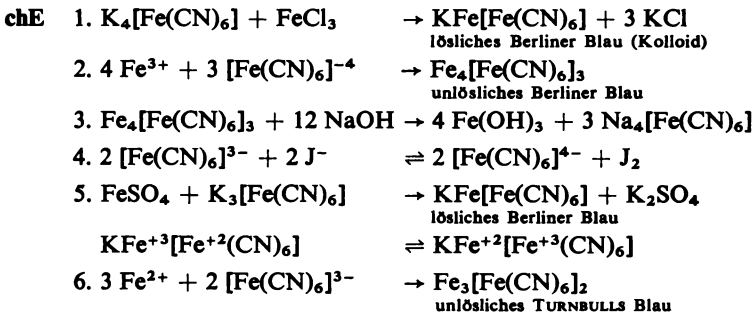 chE 1. K₄[Fe(CN)₆] + FeCl₃ → KFe[Fe(CN)₆] + 3 KCl
lösliches Berliner Blau (Kolloid)
2. 4 Fe³⁺ + 3 [Fe(CN)₆]⁻⁴ → Fe₄[Fe(CN)₆]₃
unlösliches Berliner Blau
3. Fe₄[Fe(CN)₆]₃ + 12 NaOH → 4 Fe(OH)₃ + 3 Na₄[Fe(CN)₆]
4. 2 [Fe(CN)₆]³⁻ + 2 J⁻ ⇌ 2 [Fe(CN)₆]⁴⁻ + J₂
5. FeSO₄ + K₃[Fe(CN)₆] → KFe[Fe(CN)₆] + K₂SO₄
lösliches Berliner Blau
KFe⁺³[Fe⁺²(CN)₆] ⇌ KFe⁺²[Fe⁺³(CN)₆]
6. 3 Fe²⁺ + 2 [Fe(CN)₆]³⁻ → Fe₃[Fe(CN)₆]₂
unlösliches TURNBULLS Blau